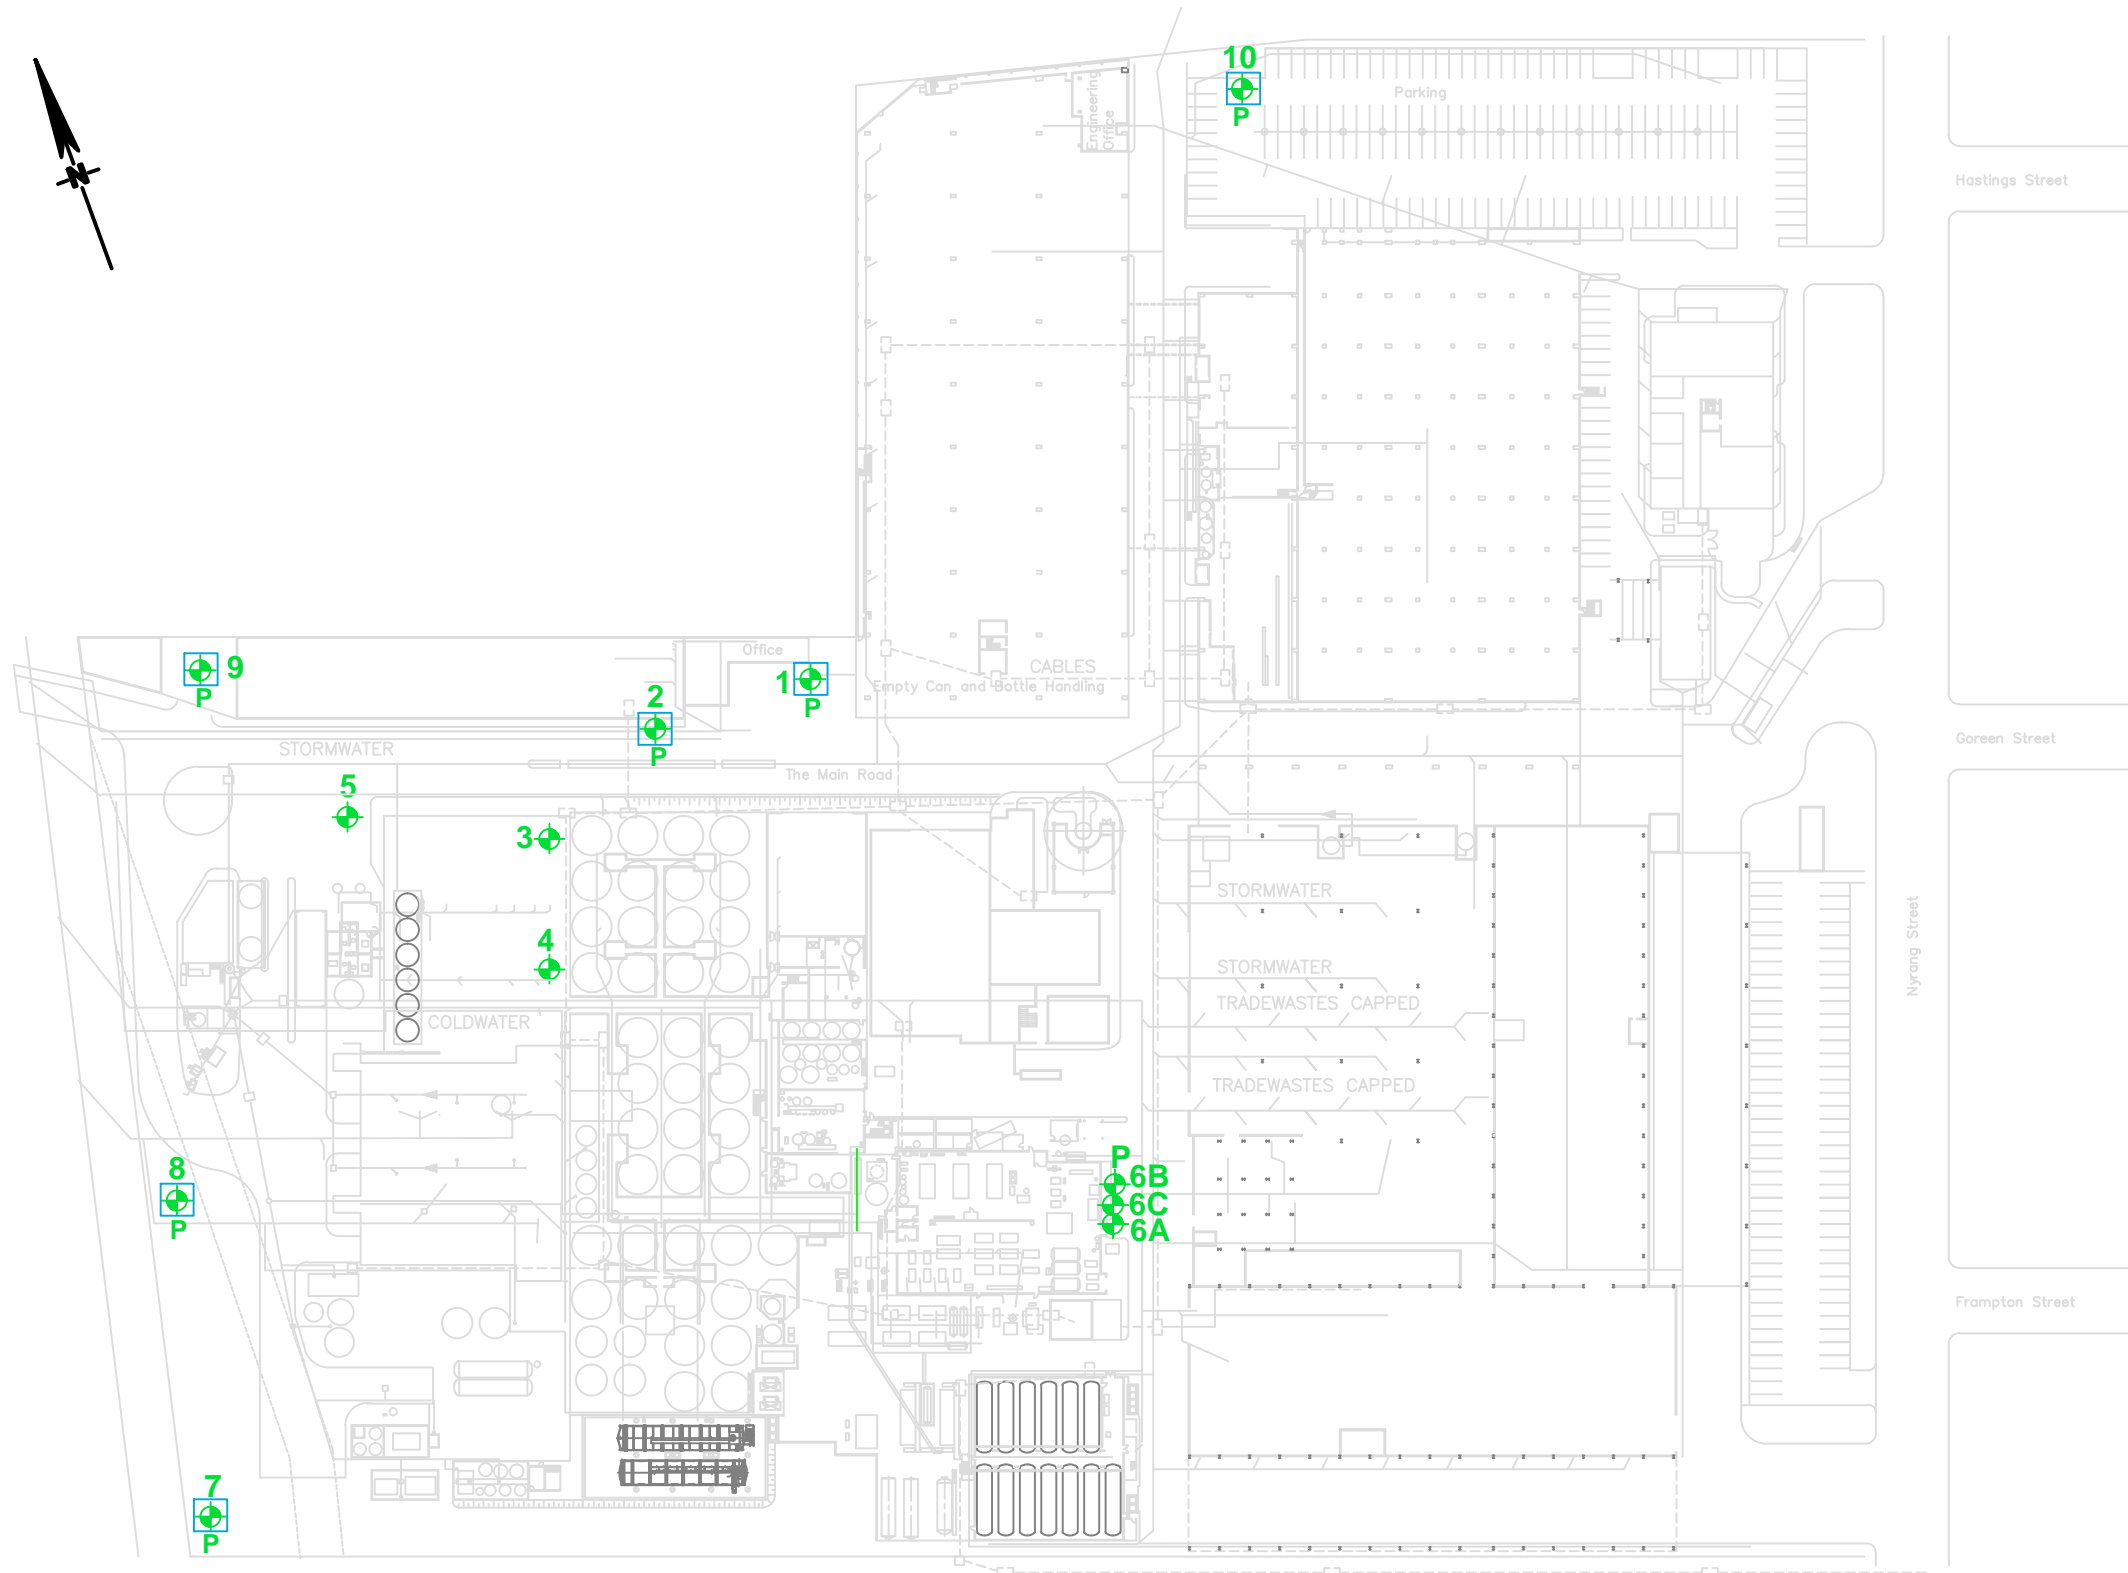 10
P
Parking
Engineering
Office
N
Hastings Street
9
P
Office
1
P
2
P
CABLES
Empty Can and Bottle Handling
STORMWATER
The Main Road
Goreen Street
5
3
4
STORMWATER
STORMWATER
TRADEWASTES CAPPED
COLDWATER
TRADEWASTES CAPPED
Nyrang Street
P
6B
6C
6A
8
P
Frampton Street
7
P